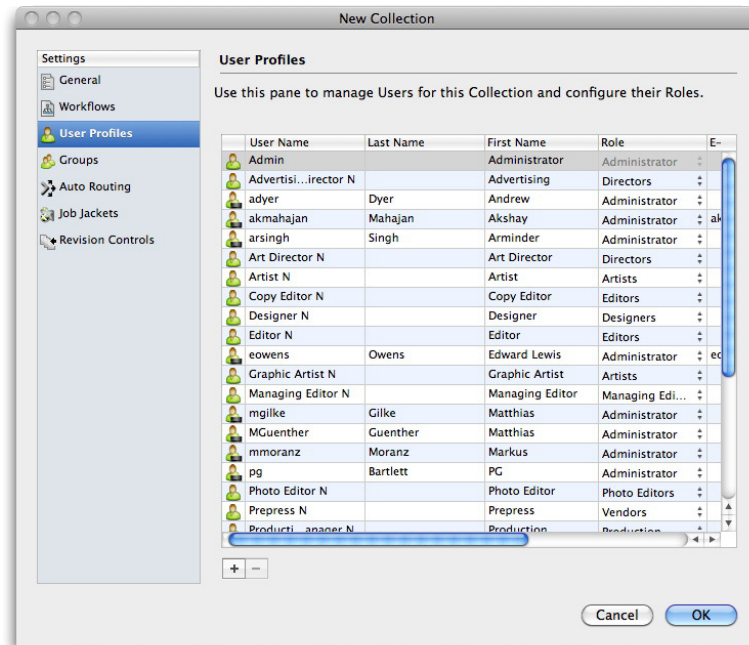 New Collection
Settings
General
Workflows
User Profiles
Groups
Auto Routing
Job Jackets
Revision Controls
User Profiles
Use this pane to manage Users for this Collection and configure their Roles.
User Name Last Name First Name Role E-
Admin Administrator Administrator
Advertisi...irector N Advertising Directors
adyer Dyer Andrew Administrator
akmahajan Mahajan Akshay Administrator ak
arsingh Singh Arminder Administrator
Art Director N Art Director Directors
Artist N Artist Artists
Copy Editor N Copy Editor Editors
Designer N Designer Designers
Editor N Editor Editors
eowens Owens Edward Lewis Administrator ec
Graphic Artist N Graphic Artist Artists
Managing Editor N Managing Editor Managing Edi...
mgilke Gilke Matthias Administrator
MGuenther Guenther Matthias Administrator
mmoranz Moranz Markus Administrator
pg Bartlett PG Administrator
Photo Editor N Photo Editor Photo Editors
Prepress N Prepress Vendors
Producti...anager N Production Production
+ −
Cancel OK